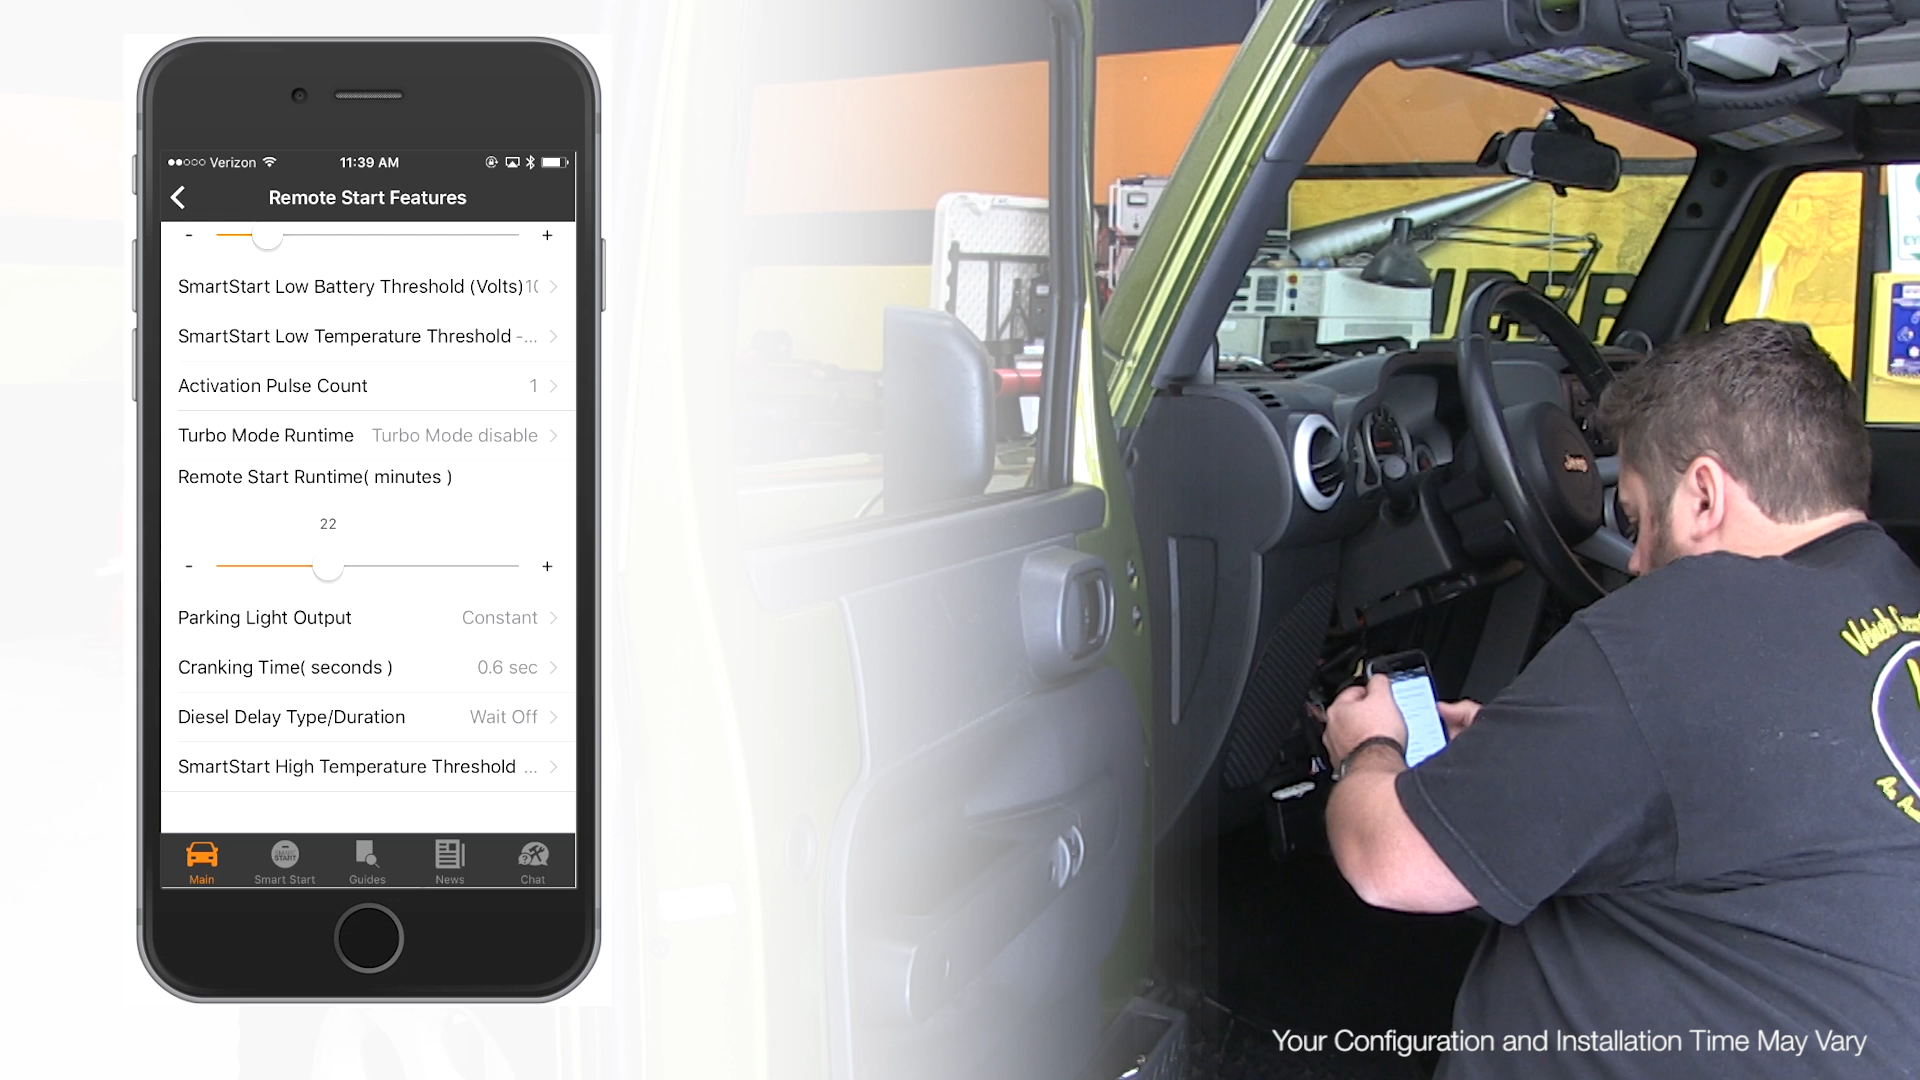 Verizon
11:39 AM
Remote Start Features
- +
SmartStart Low Battery Threshold (Volts)
SmartStart Low Temperature Threshold -...
Activation Pulse Count 1
Turbo Mode Runtime Turbo Mode disable
Remote Start Runtime( minutes )
22
- +
Parking Light Output Constant
Cranking Time( seconds ) 0.6 sec
Diesel Delay Type/Duration Wait Off
SmartStart High Temperature Threshold ...
SMART START
Main Smart Start Guides News Chat
Jeep
Your Configuration and Installation Time May Vary